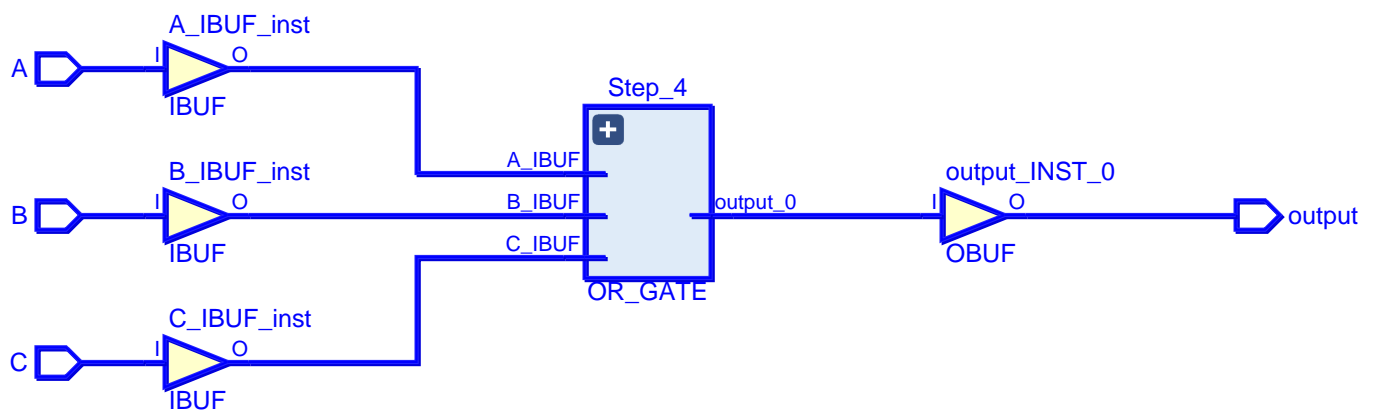 A_IBUF_inst
A
I
O
IBUF
Step_4
+
A_IBUF
B_IBUF_inst
B
I
O
IBUF
B_IBUF
output_0
output_INST_0
I
O
OBUF
output
C_IBUF
OR_GATE
C_IBUF_inst
C
I
O
IBUF